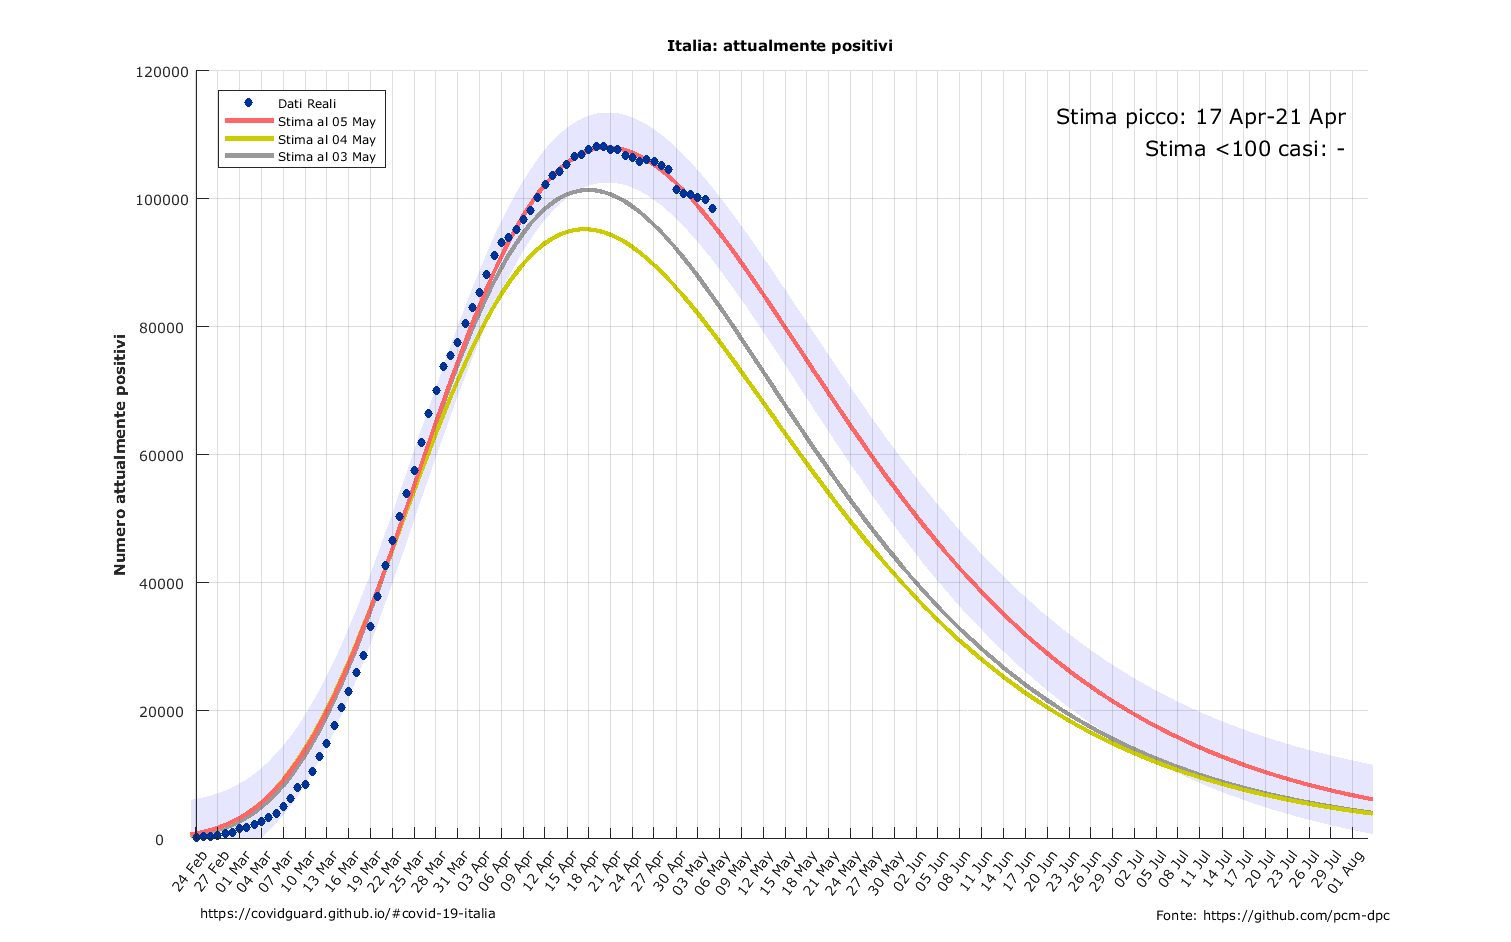 Italia: attualmente positivi
120000
100000
80000
60000
40000
20000
0
Numero attualmente positivi
Dati Reali
Stima al 05 May
Stima al 04 May
Stima al 03 May
Stima picco: 17 Apr-21 Apr
Stima <100 casi: -
24 Feb
27 Feb
01 Mar
04 Mar
07 Mar
10 Mar
13 Mar
16 Mar
19 Mar
22 Mar
25 Mar
28 Mar
31 Mar
03 Apr
06 Apr
09 Apr
12 Apr
15 Apr
18 Apr
21 Apr
24 Apr
27 Apr
30 Apr
03 May
06 May
09 May
12 May
15 May
18 May
21 May
24 May
27 May
30 May
02 Jun
05 Jun
08 Jun
11 Jun
14 Jun
17 Jun
20 Jun
23 Jun
26 Jun
29 Jun
02 Jul
05 Jul
08 Jul
11 Jul
14 Jul
17 Jul
20 Jul
23 Jul
26 Jul
29 Jul
01 Aug
https://covidguard.github.io/#covid-19-italia
Fonte: https://github.com/pcm-dpc